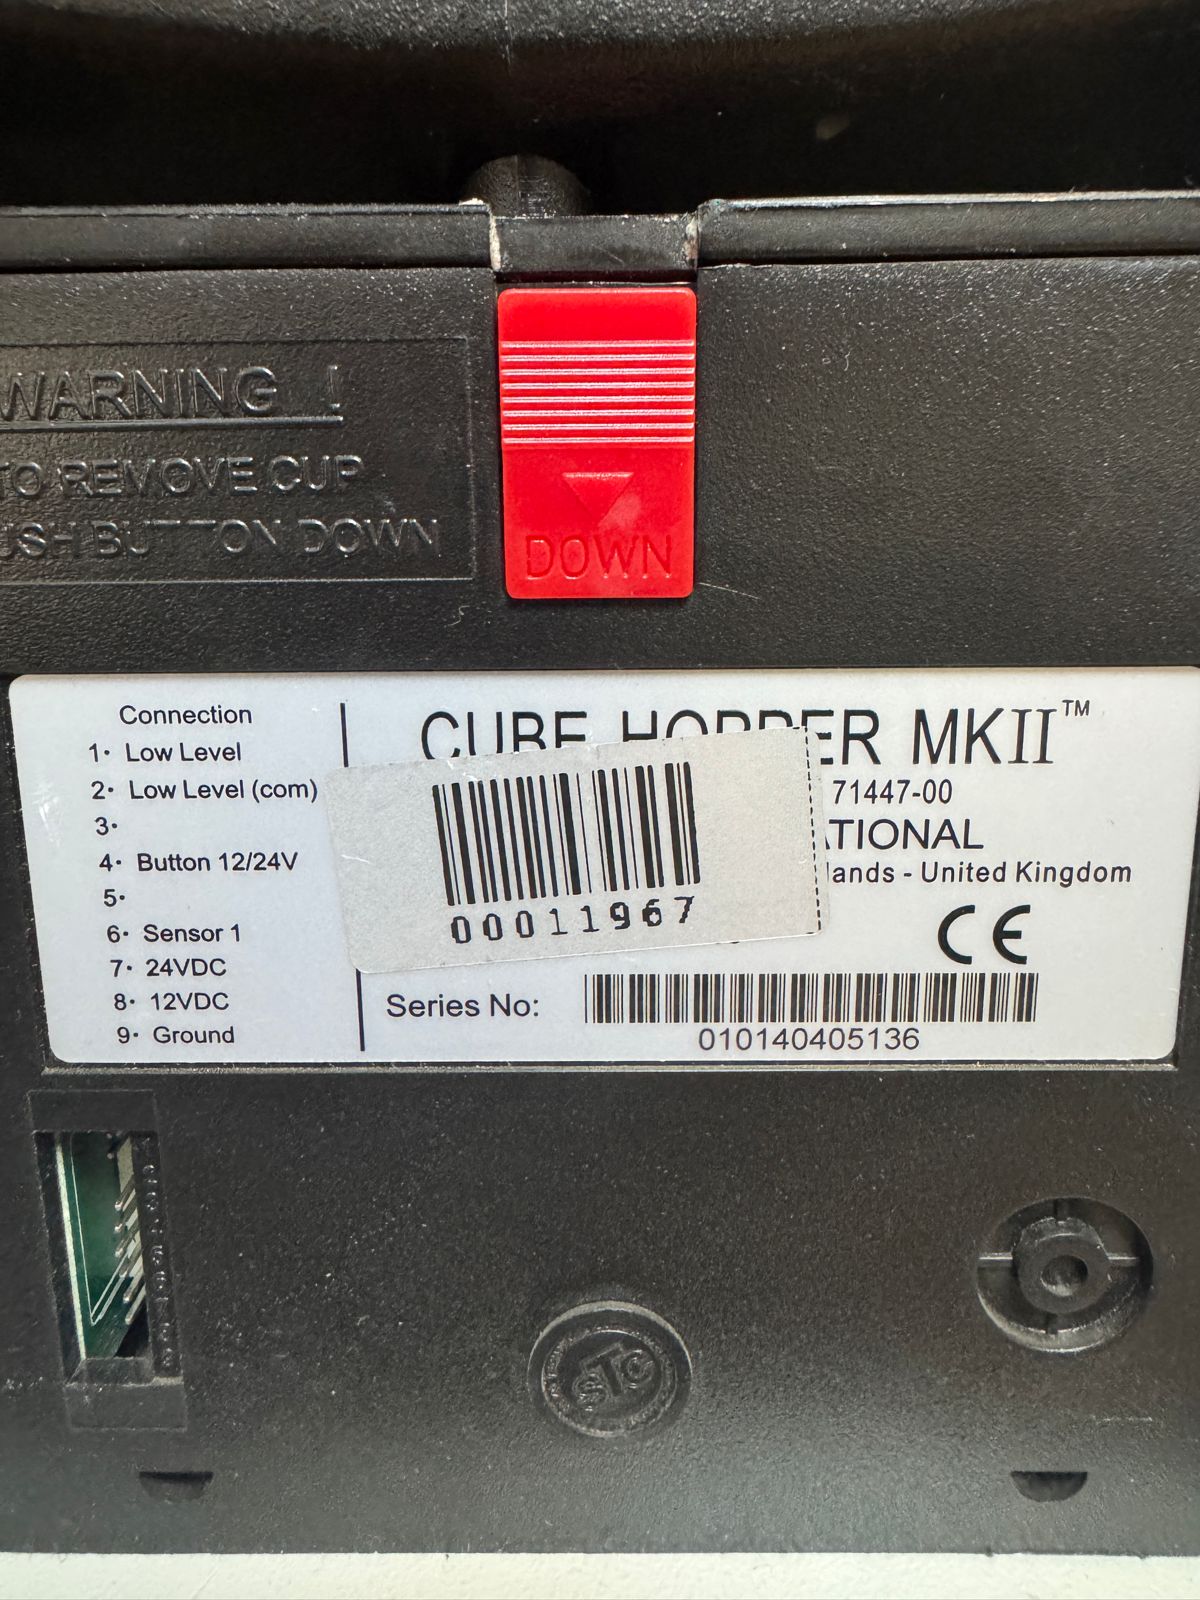 WARNING !
TO REMOVE CUP
PUSH BUTTON DOWN
DOWN
Connection
1• Low Level
2• Low Level (com)
3•
4• Button 12/24V
5•
6• Sensor 1
7• 24VDC
8• 12VDC
9• Ground
CUBE HOPPER MKII™
71447-00
ATIONAL
lands - United Kingdom
00011967
CE
Series No:
010140405136
STC